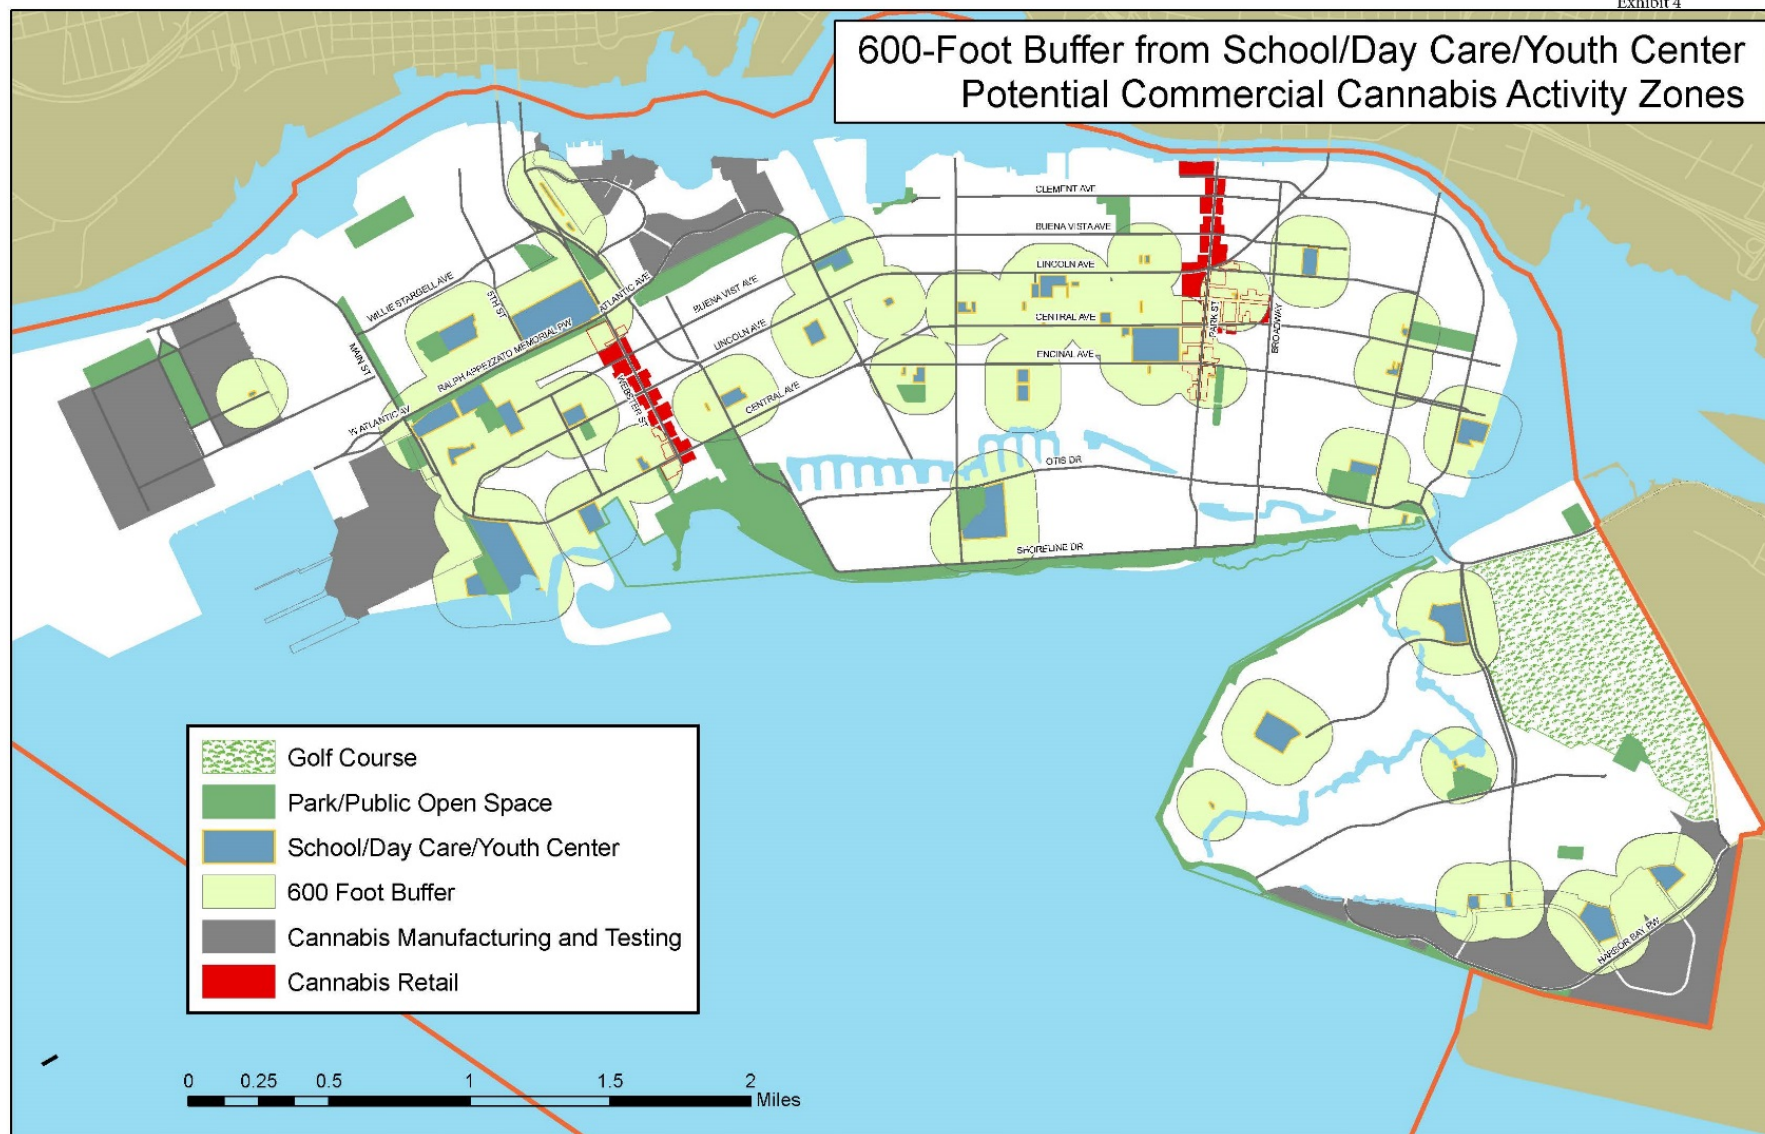 Exhibit 4
600-Foot Buffer from School/Day Care/Youth Center
Potential Commercial Cannabis Activity Zones
CLEMENT AVE
BUENA VISTA AVE
LINCOLN AVE
CENTRAL AVE
ENCINAL AVE
PARK ST
BROADWAY
WILLIE STARGELL AVE
5TH ST
ATLANTIC AVE
BUENA VIST AVE
LINCOLN AVE
MAIN ST
RALPH APPEZZATO MEMORIAL PW
WEBSTER ST
CENTRAL AVE
W ATLANTIC AV
OTIS DR
SHORELINE DR
HARBOR BAY PW
Golf Course
Park/Public Open Space
School/Day Care/Youth Center
600 Foot Buffer
Cannabis Manufacturing and Testing
Cannabis Retail
0 0.25 0.5 1 1.5 2
Miles